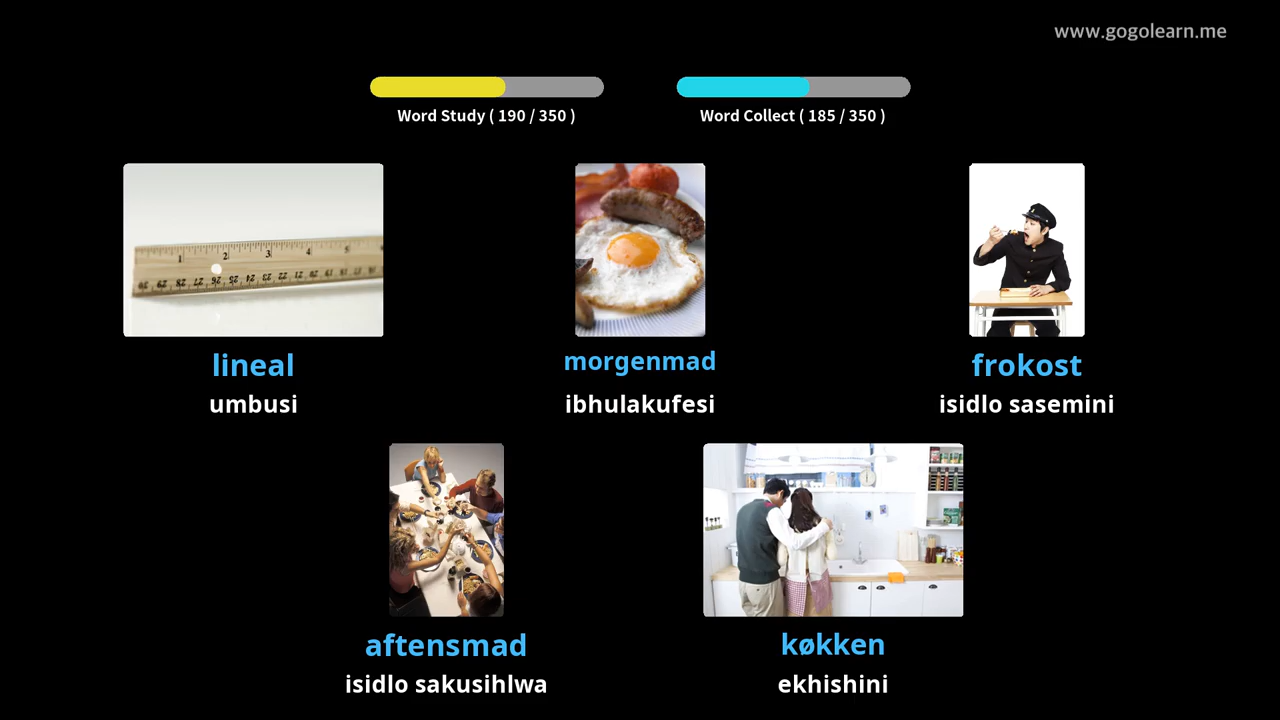 www.gogolearn.me
Word Study ( 190 / 350 )
Word Collect ( 185 / 350 )
lineal
umbusi
morgenmad
ibhulakufesi
frokost
isidlo sasemini
aftensmad
isidlo sakusihlwa
køkken
ekhishini